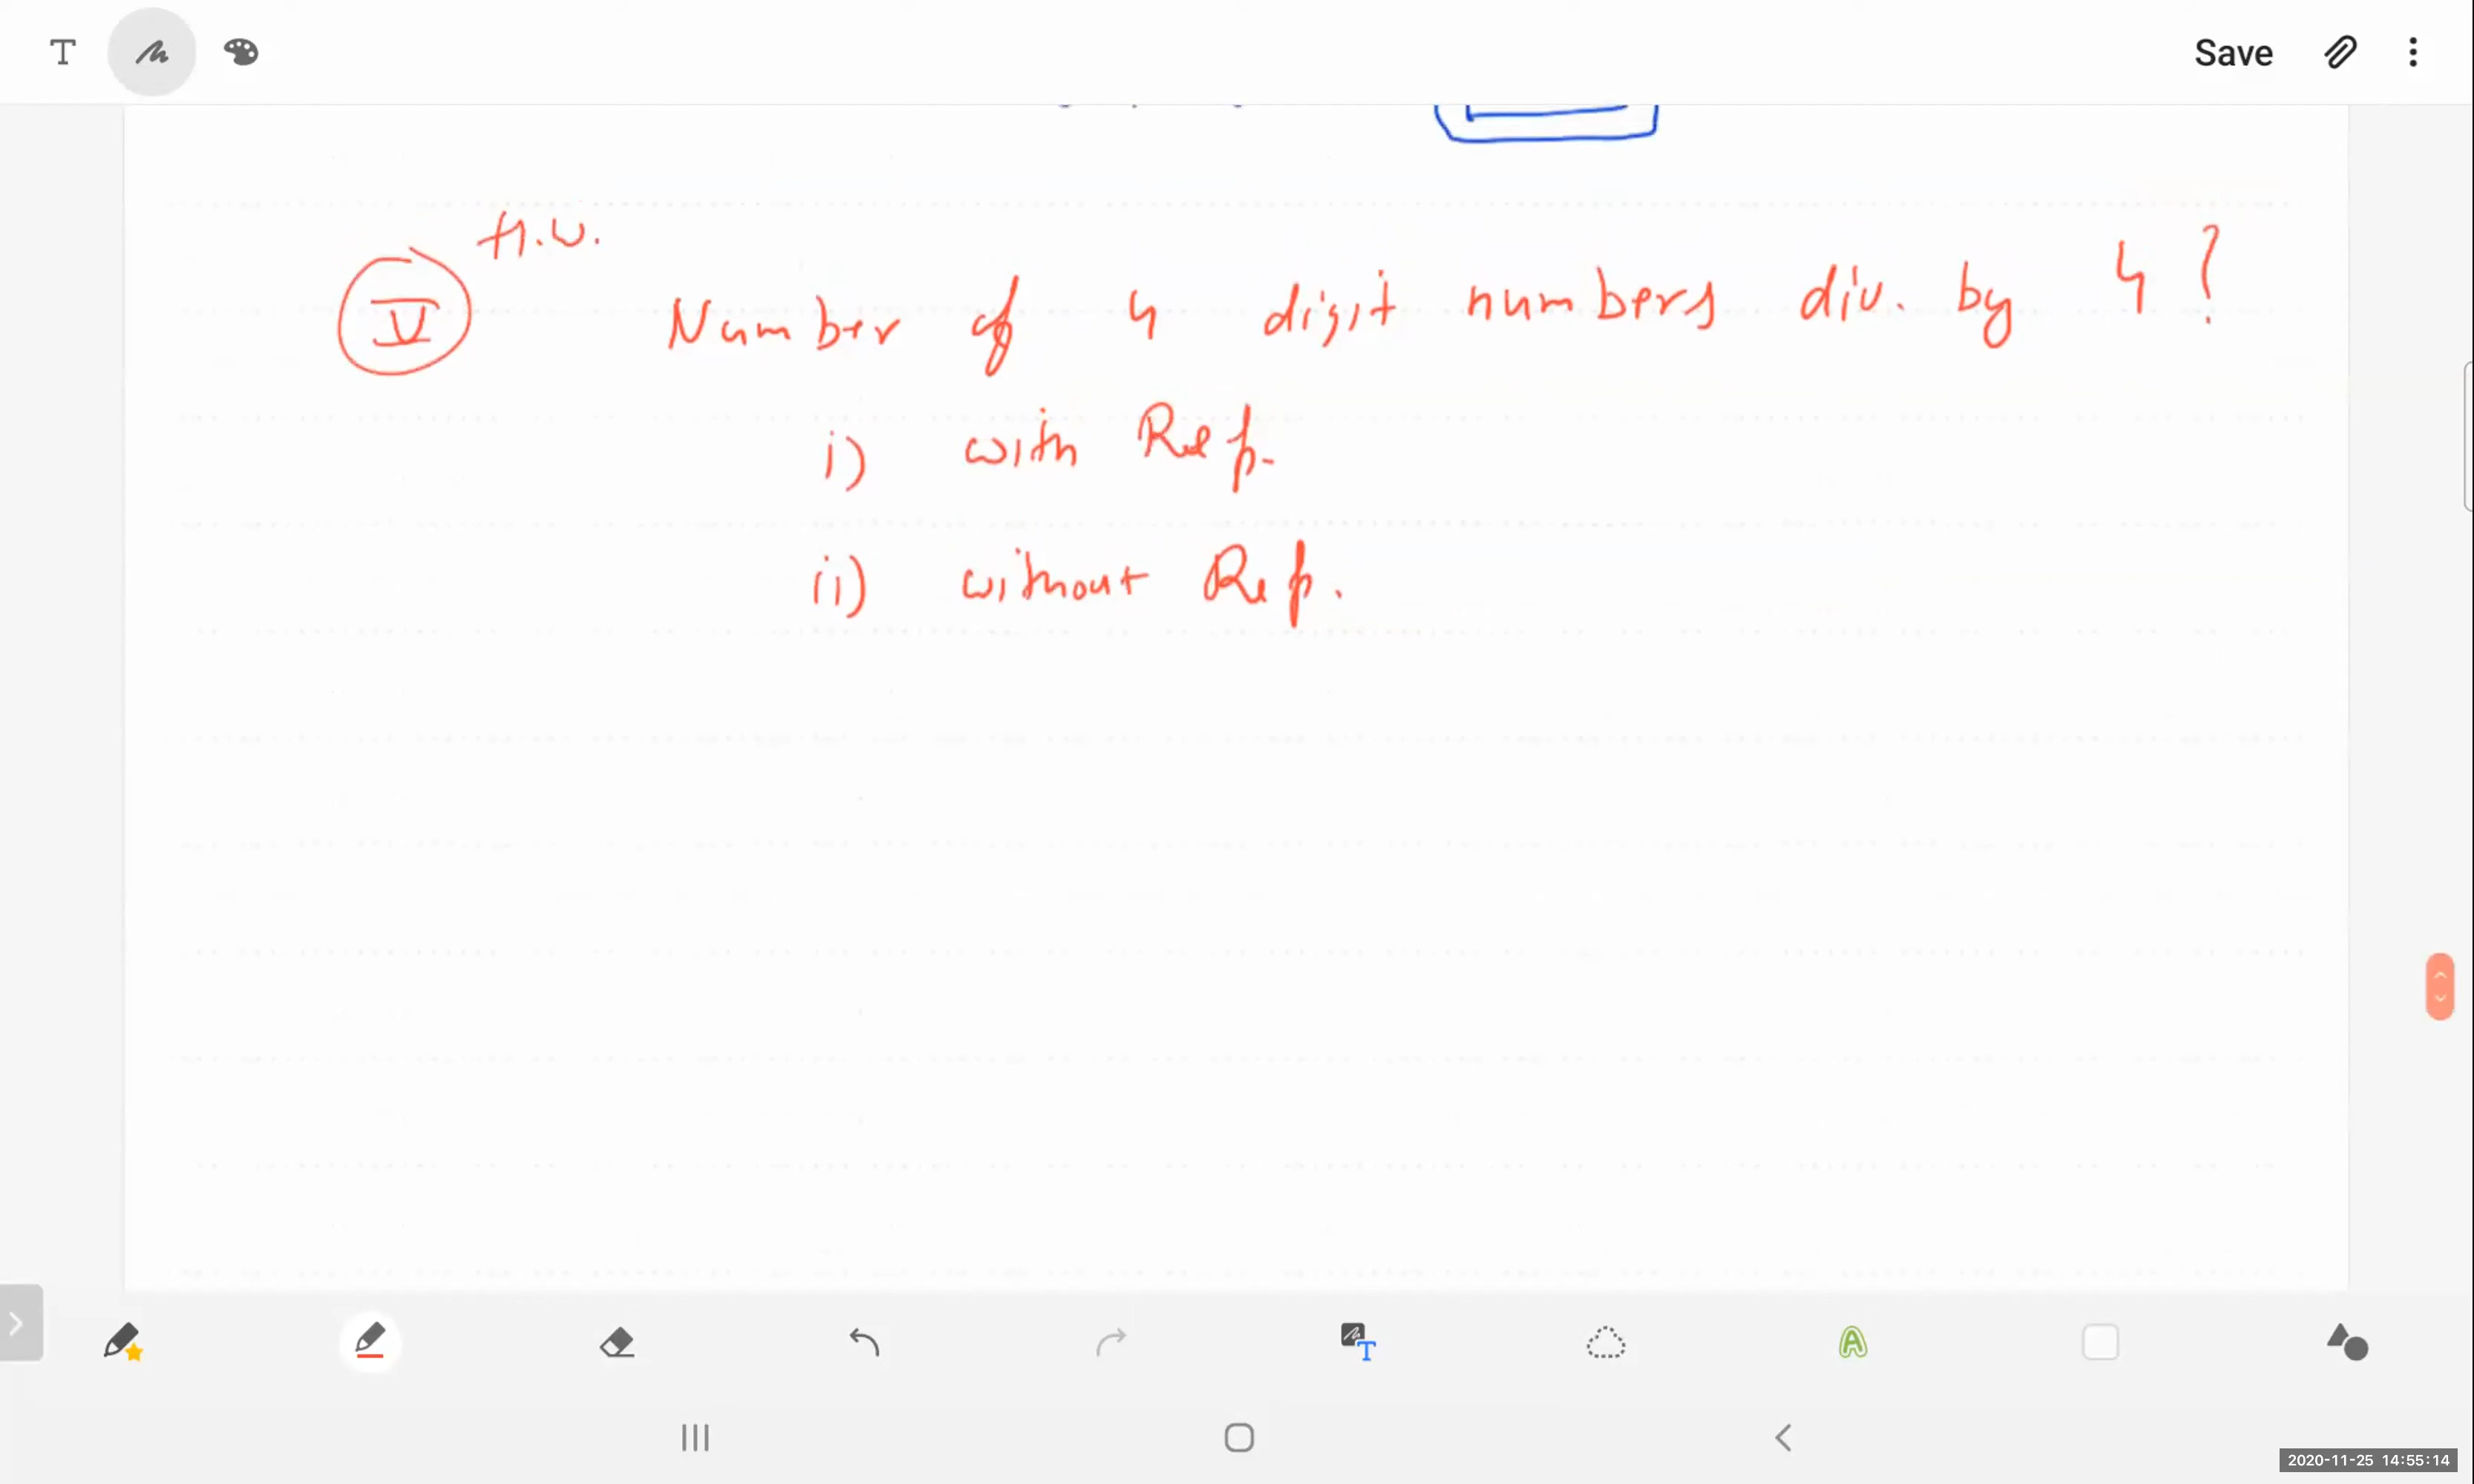 Save
H.W.
V Number of 4 digit numbers div. by 4?
i) with Rep.
ii) without Rep.
2020-11-25 14:55:14